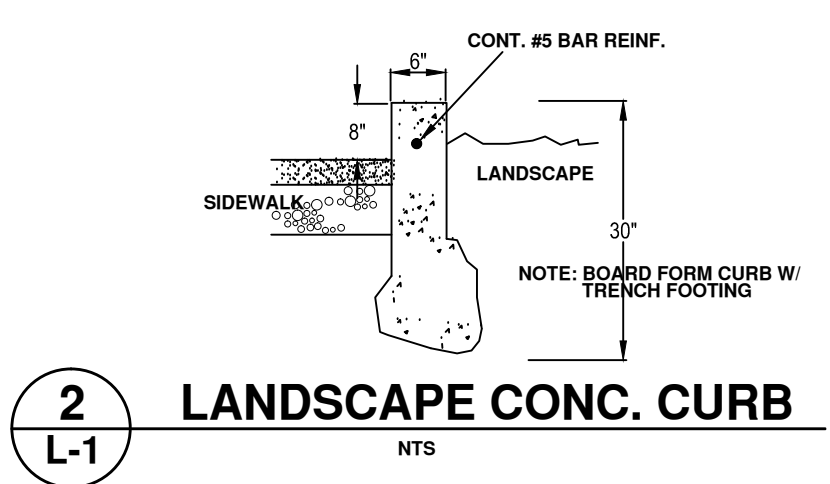 CONT. #5 BAR REINF.
6"
8"
LANDSCAPE
SIDEWALK
30"
NOTE: BOARD FORM CURB W/
TRENCH FOOTING
2
L-1
LANDSCAPE CONC. CURB
NTS